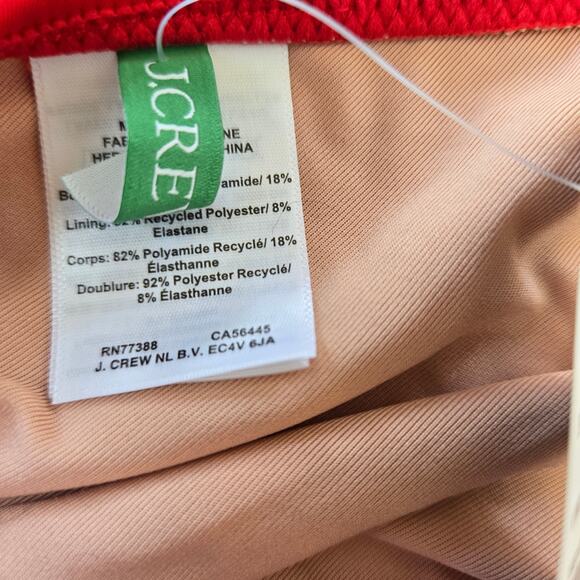 J.CRE
M
FAB NE
HE CHINA
amide/ 18%
Lining: 92% Recycled Polyester/ 8%
Elastane
Corps: 82% Polyamide Recyclé/ 18%
Élasthanne
Doublure: 92% Polyester Recyclé/
8% Élasthanne
RN77388 CA56445
J. CREW NL B.V. EC4V 6JA